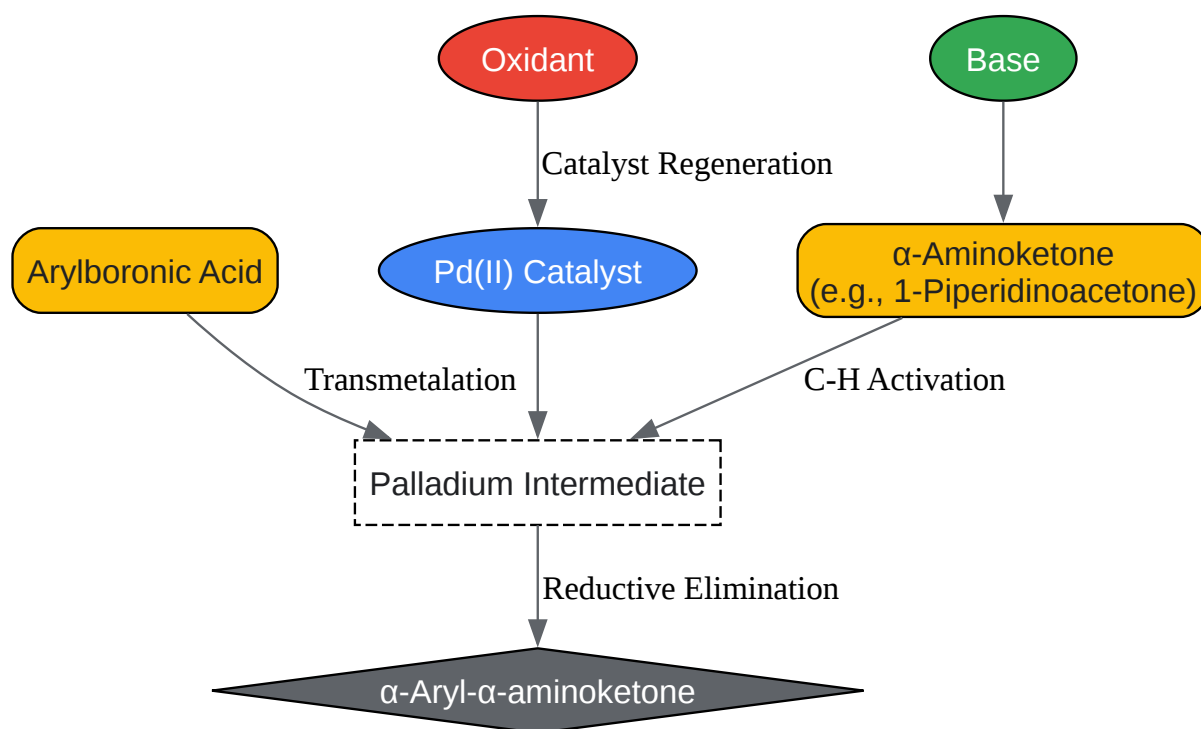 Oxidant
Base
Catalyst Regeneration
Arylboronic Acid
Pd(II) Catalyst
α-Aminoketone
(e.g., 1-Piperidinoacetone)
Transmetalation
C-H Activation
Palladium Intermediate
Reductive Elimination
α-Aryl-α-aminoketone